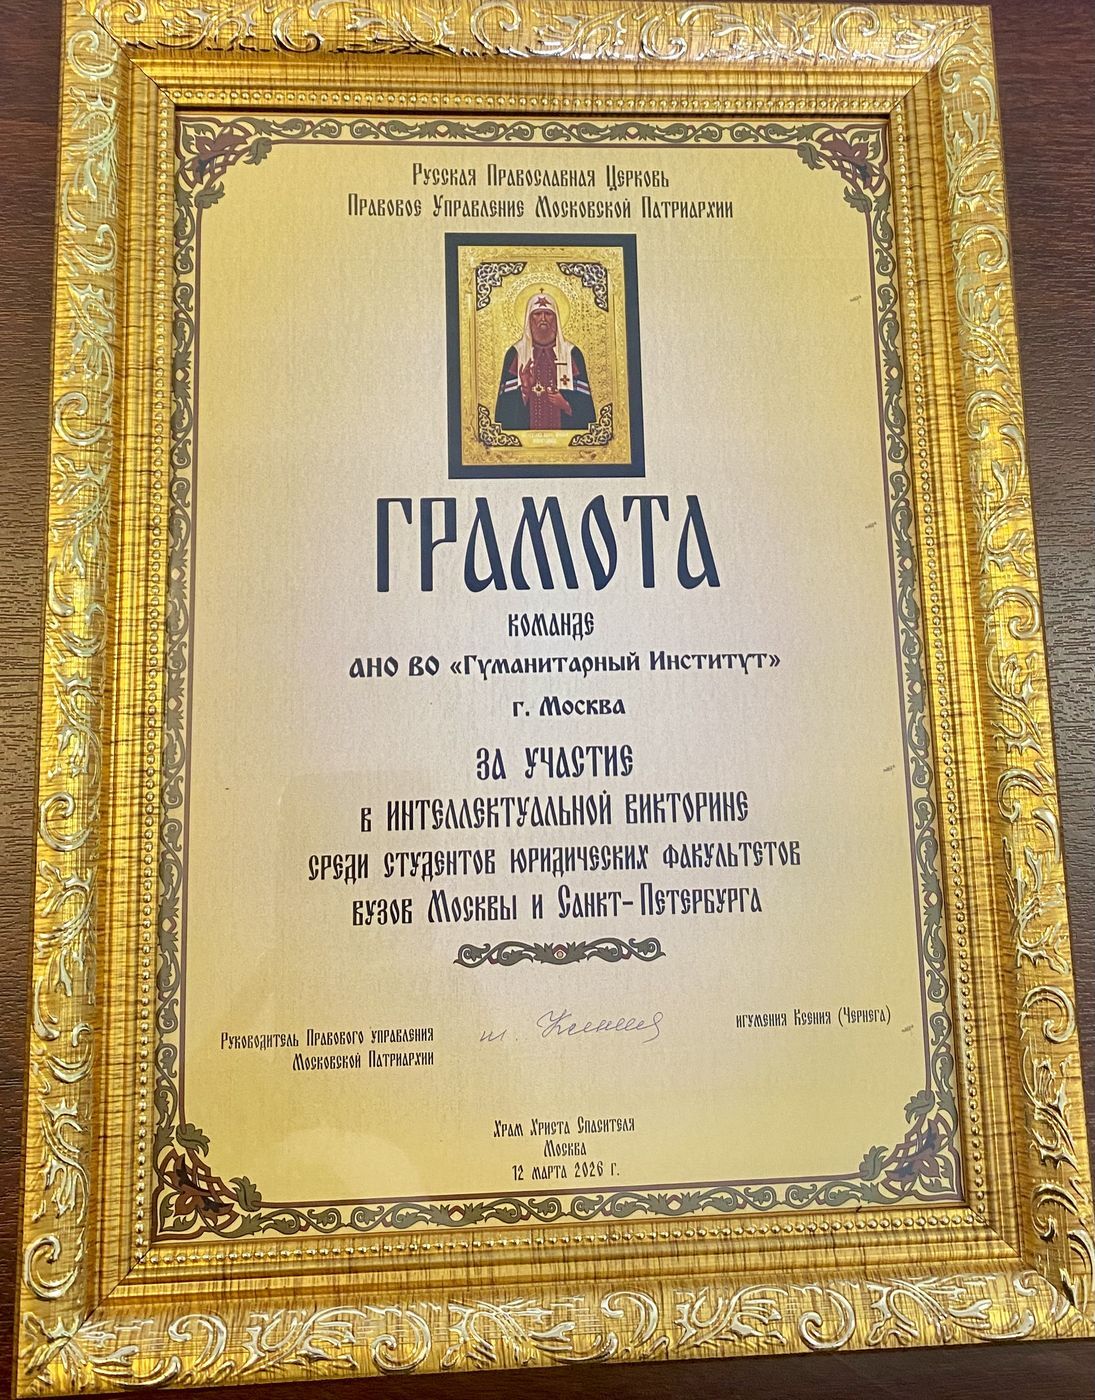 Русская Православная Церковь
Правовое Управление Московской Патриархии
ГРАМОТА
команде
АНО ВО «Гуманитарный Институт»
г. Москва
за участие
в интеллектуальной викторине
среди студентов юридических факультетов
вузов Москвы и Санкт-Петербурга
Руководитель Правового управления
Московской Патриархии
и. Ксения
игумения Ксения (Чернега)
Храм Христа Спасителя
Москва
12 марта 2026 г.